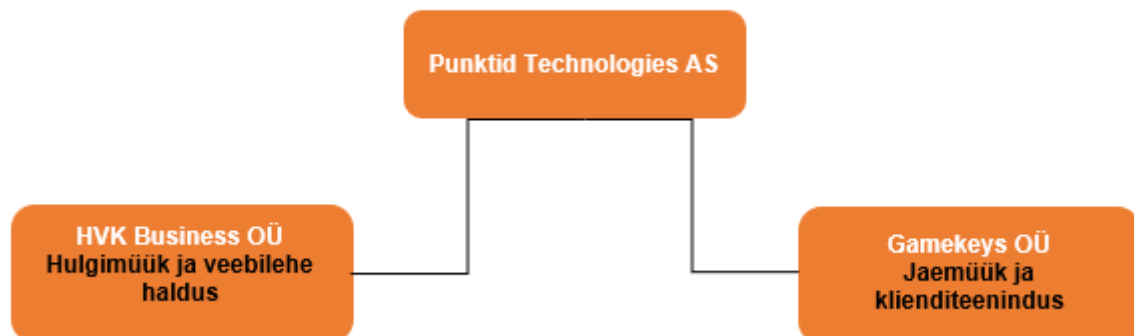 Punktid Technologies AS
HVK Business OÜ
Hulgimüük ja veebilehe
haldus
Gamekeys OÜ
Jaemüük ja
klienditeenindus